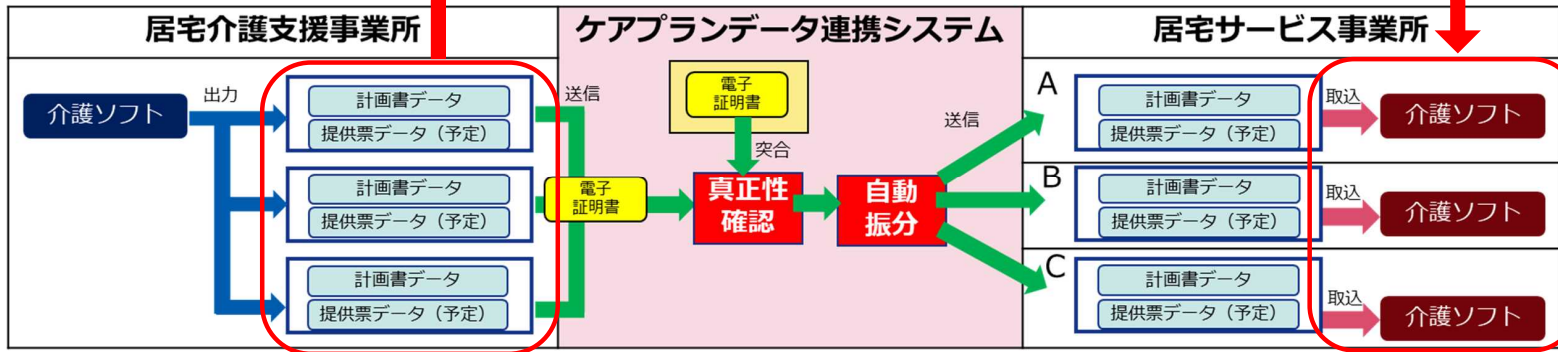 居宅介護支援事業所
ケアプランデータ連携システム
居宅サービス事業所
介護ソフト
出力
計画書データ
提供票データ（予定）
計画書データ
提供票データ（予定）
計画書データ
提供票データ（予定）
送信
電子
証明書
電子
証明書
突合
真正性
確認
自動
振分
送信
A
計画書データ
提供票データ（予定）
取込
介護ソフト
B
計画書データ
提供票データ（予定）
取込
介護ソフト
C
計画書データ
提供票データ（予定）
取込
介護ソフト